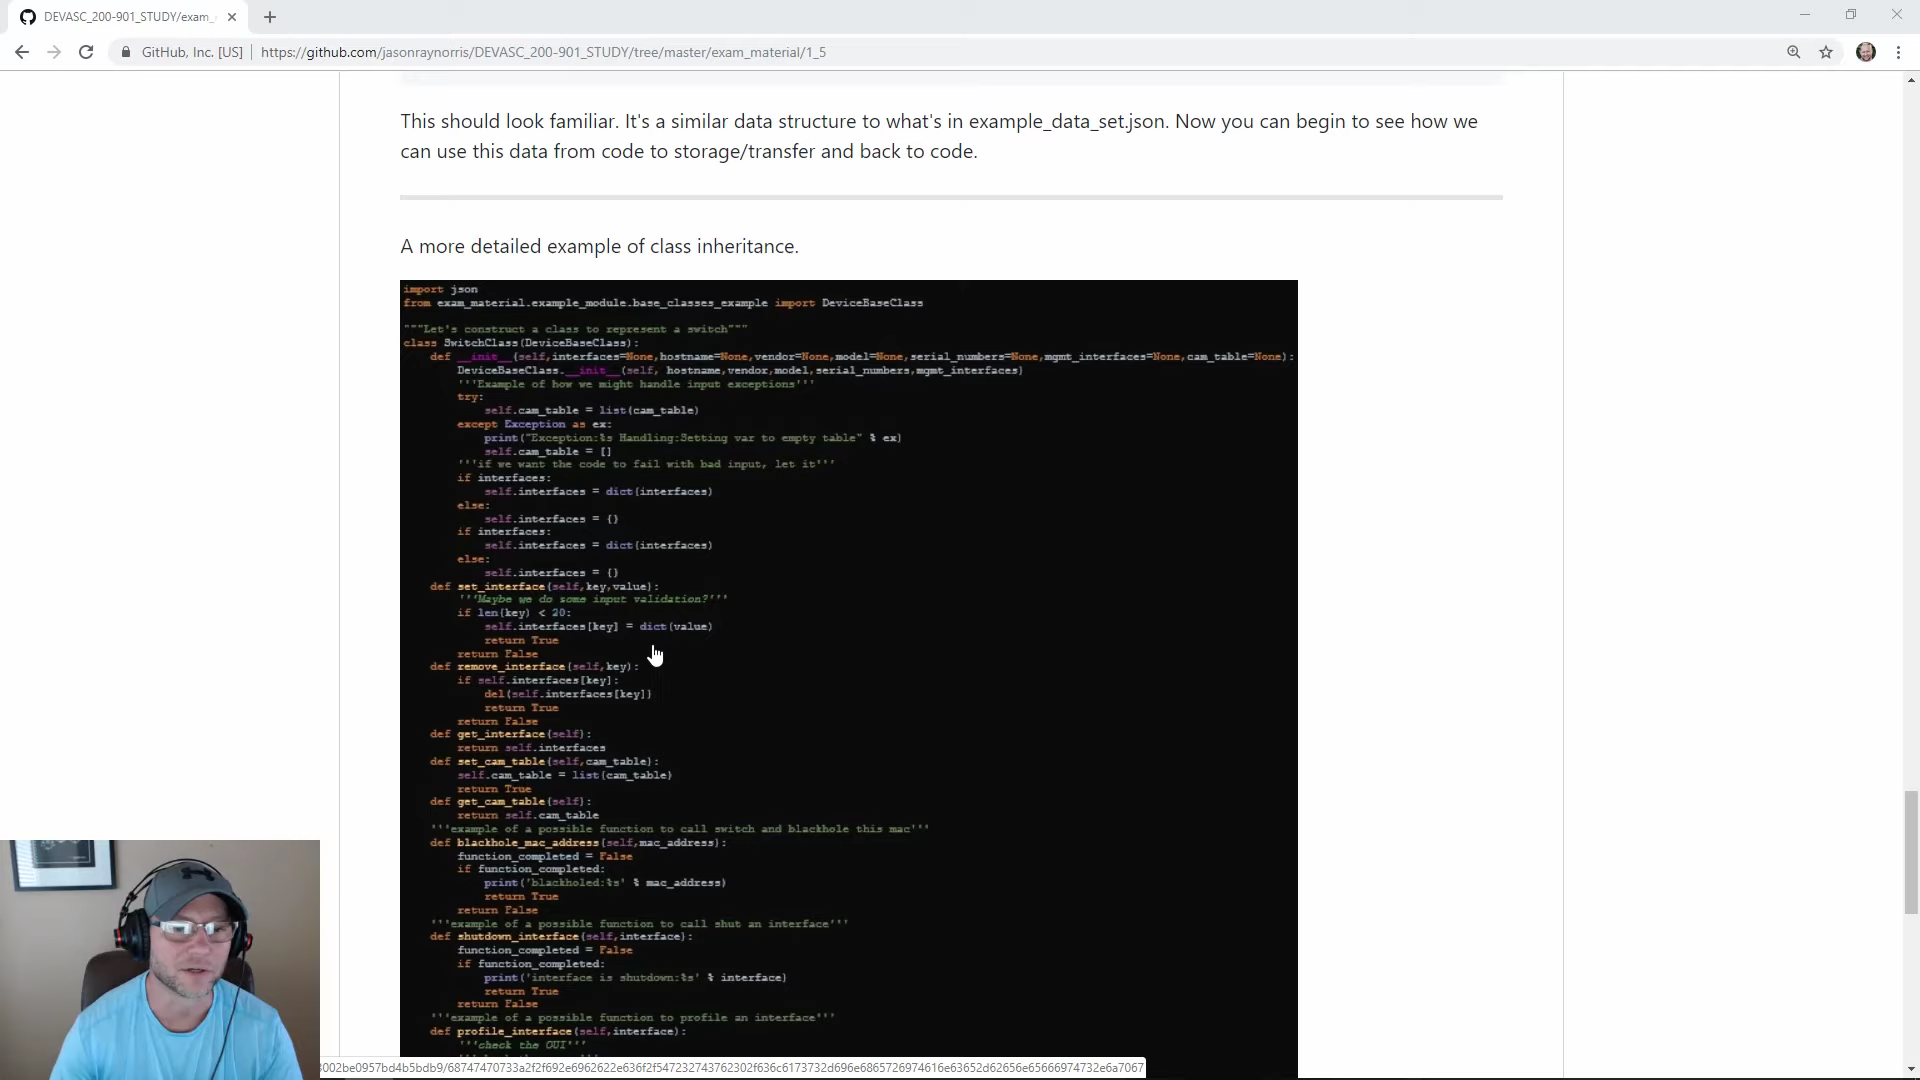 DEVASC_200-901_STUDY/exam_
GitHub, Inc. [US] https://github.com/jasonraynorris/DEVASC_200-901_STUDY/tree/master/exam_material/1_5
This should look familiar. It's a similar data structure to what's in example_data_set.json. Now you can begin to see how we
can use this data from code to storage/transfer and back to code.
A more detailed example of class inheritance.
import json
from exam_material.example_module.base_classes_example import DeviceBaseClass
"""Let's construct a class to represent a switch"""
class SwitchClass(DeviceBaseClass):
def __init__(self,interfaces=None,hostname=None,vendor=None,model=None,serial_numbers=None,mgmt_interfaces=None,cam_table=None):
DeviceBaseClass.__init__(self, hostname,vendor,model,serial_numbers,mgmt_interfaces)
'''Example of how we might handle input exceptions'''
try:
self.cam_table = list(cam_table)
except Exception as ex:
print("Exception:%s Handling:Setting var to empty table" % ex)
self.cam_table = []
'''if we want the code to fail with bad input, let it'''
if interfaces:
self.interfaces = dict(interfaces)
else:
self.interfaces = {}
if interfaces:
self.interfaces = dict(interfaces)
else:
self.interfaces = {}
def set_interface(self,key,value):
'''Maybe we do some input validation?'''
if len(key) < 20:
self.interfaces[key] = dict(value)
return True
return False
def remove_interface(self,key):
if self.interfaces[key]:
del(self.interfaces[key])
return True
return False
def get_interface(self):
return self.interfaces
def set_cam_table(self,cam_table):
self.cam_table = list(cam_table)
return True
def get_cam_table(self):
return self.cam_table
'''example of a possible function to call switch and blackhole this mac'''
def blackhole_mac_address(self,mac_address):
function_completed = False
if function_completed:
print('blackholed:%s' % mac_address)
return True
return False
'''example of a possible function to call shut an interface'''
def shutdown_interface(self,interface):
function_completed = False
if function_completed:
print('interface is shutdown:%s' % interface)
return True
return False
'''example of a possible function to profile an interface'''
def profile_interface(self,interface):
'''check the OUI'''